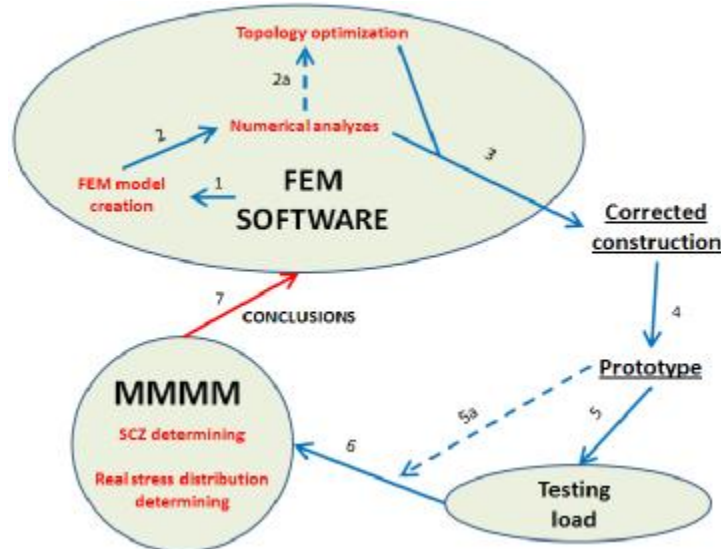 Topology optimization
2a
Numerical analyzes
2
3
FEM model
creation
1
FEM
SOFTWARE
Corrected
construction
7
CONCLUSIONS
4
MMMM
SCZ determining
Real stress distribution
determining
Prototype
5a
5
6
Testing
load